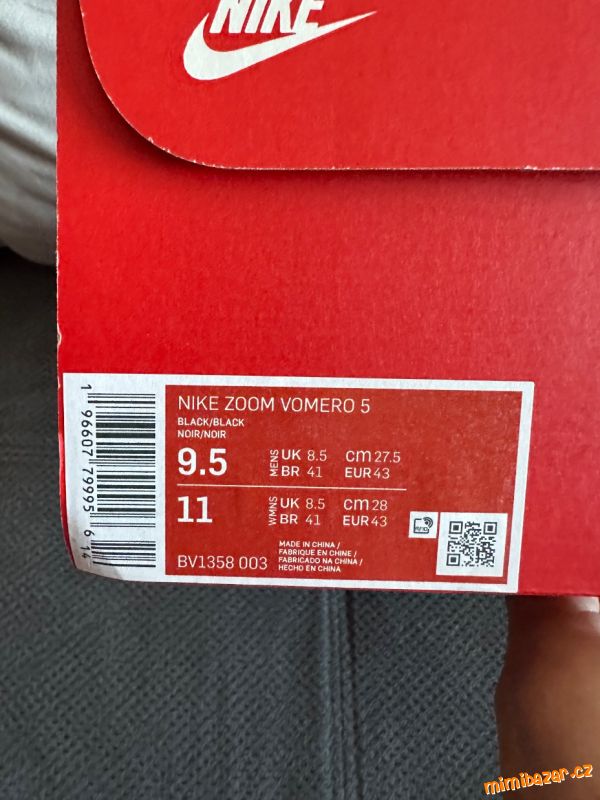 NIKE
NIKE ZOOM VOMERO 5
BLACK/BLACK
NOIR/NOIR
9.5 MENS UK 8.5 CM 27.5
BR 41 EUR 43
11 WMNS UK 8.5 CM 28
BR 41 EUR 43
RFID
BV1358 003
MADE IN CHINA /
FABRIQUE EN CHINE /
FABRICADO NA CHINA /
HECHO EN CHINA
1 96607 79995 6 14
mimibazar.cz